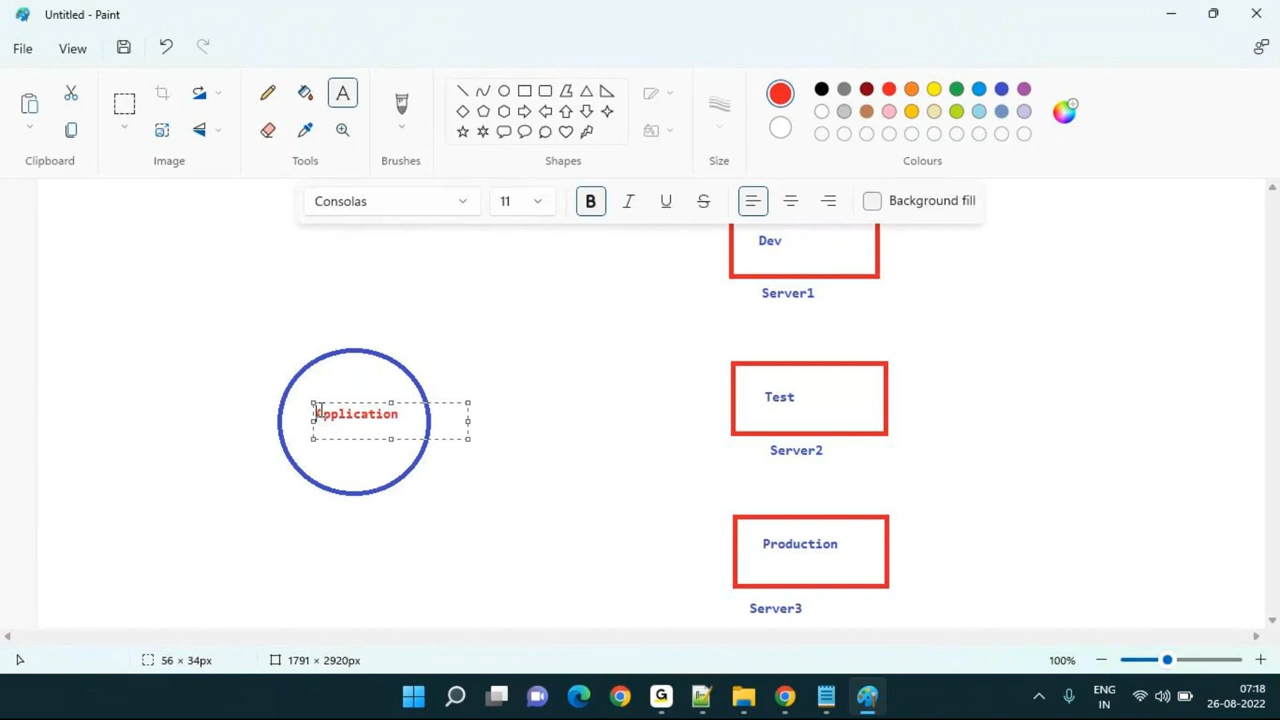 Untitled - Paint
File
View
Clipboard
Image
Tools
Brushes
Shapes
Size
Colours
Consolas
11
B
I
U
S
Background fill
Dev
Server1
Application
Test
Server2
Production
Server3
56 × 34px
1791 × 2920px
100%
ENG
IN
07:18
26-08-2022